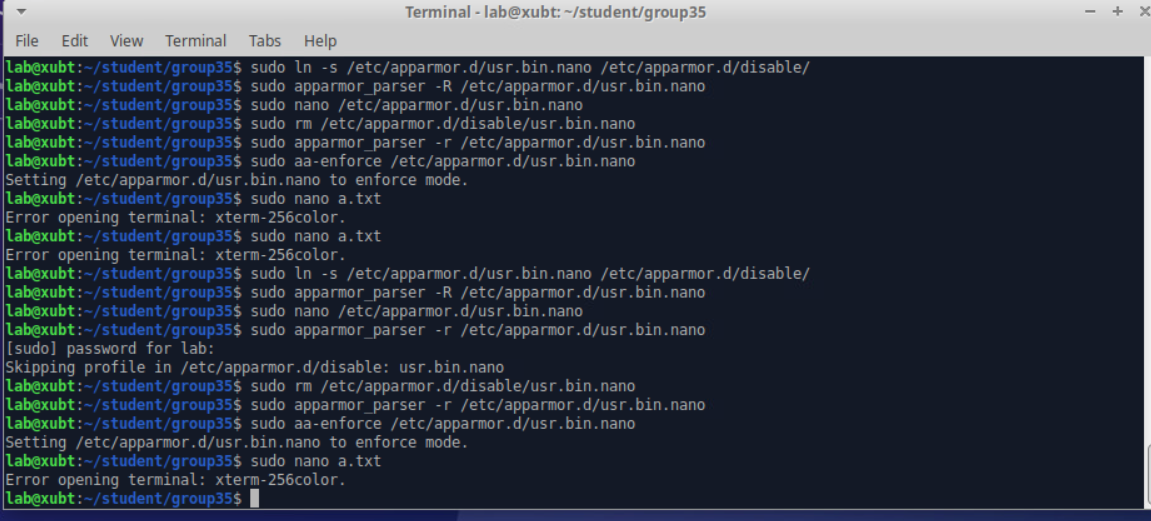 Terminal - lab@xubt: ~/student/group35
File Edit View Terminal Tabs Help
lab@xubt:~/student/group35$ sudo ln -s /etc/apparmor.d/usr.bin.nano /etc/apparmor.d/disable/
lab@xubt:~/student/group35$ sudo apparmor_parser -R /etc/apparmor.d/usr.bin.nano
lab@xubt:~/student/group35$ sudo nano /etc/apparmor.d/usr.bin.nano
lab@xubt:~/student/group35$ sudo rm /etc/apparmor.d/disable/usr.bin.nano
lab@xubt:~/student/group35$ sudo apparmor_parser -r /etc/apparmor.d/usr.bin.nano
lab@xubt:~/student/group35$ sudo aa-enforce /etc/apparmor.d/usr.bin.nano
Setting /etc/apparmor.d/usr.bin.nano to enforce mode.
lab@xubt:~/student/group35$ sudo nano a.txt
Error opening terminal: xterm-256color.
lab@xubt:~/student/group35$ sudo nano a.txt
Error opening terminal: xterm-256color.
lab@xubt:~/student/group35$ sudo ln -s /etc/apparmor.d/usr.bin.nano /etc/apparmor.d/disable/
lab@xubt:~/student/group35$ sudo apparmor_parser -R /etc/apparmor.d/usr.bin.nano
lab@xubt:~/student/group35$ sudo nano /etc/apparmor.d/usr.bin.nano
lab@xubt:~/student/group35$ sudo apparmor_parser -r /etc/apparmor.d/usr.bin.nano
[sudo] password for lab:
Skipping profile in /etc/apparmor.d/disable: usr.bin.nano
lab@xubt:~/student/group35$ sudo rm /etc/apparmor.d/disable/usr.bin.nano
lab@xubt:~/student/group35$ sudo apparmor_parser -r /etc/apparmor.d/usr.bin.nano
lab@xubt:~/student/group35$ sudo aa-enforce /etc/apparmor.d/usr.bin.nano
Setting /etc/apparmor.d/usr.bin.nano to enforce mode.
lab@xubt:~/student/group35$ sudo nano a.txt
Error opening terminal: xterm-256color.
lab@xubt:~/student/group35$